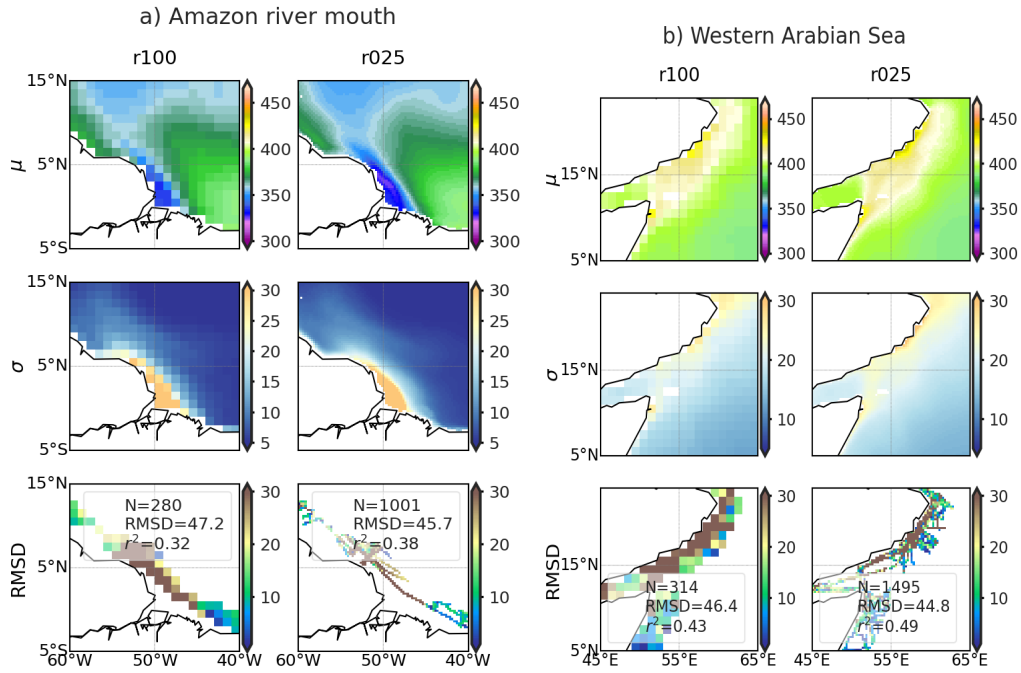 a) Amazon river mouth
r100 r025
μ
15°N
5°N
5°S
450
400
350
300
450
400
350
300
σ
15°N
5°N
5°S
30
25
20
15
10
5
30
25
20
15
10
5
RMSD
15°N
5°N
5°S
N=280
RMSD=47.2
r²=0.32
30
20
10
N=1001
RMSD=45.7
r²=0.38
30
20
10
60°W 50°W 40°W
60°W 50°W 40°W
b) Western Arabian Sea
r100 r025
μ
15°N
5°N
450
400
350
300
450
400
350
300
σ
15°N
5°N
30
20
10
30
20
10
RMSD
15°N
5°N
N=314
RMSD=46.4
r²=0.43
30
20
10
N=1495
RMSD=44.8
r²=0.49
30
20
10
45°E 55°E 65°E
45°E 55°E 65°E